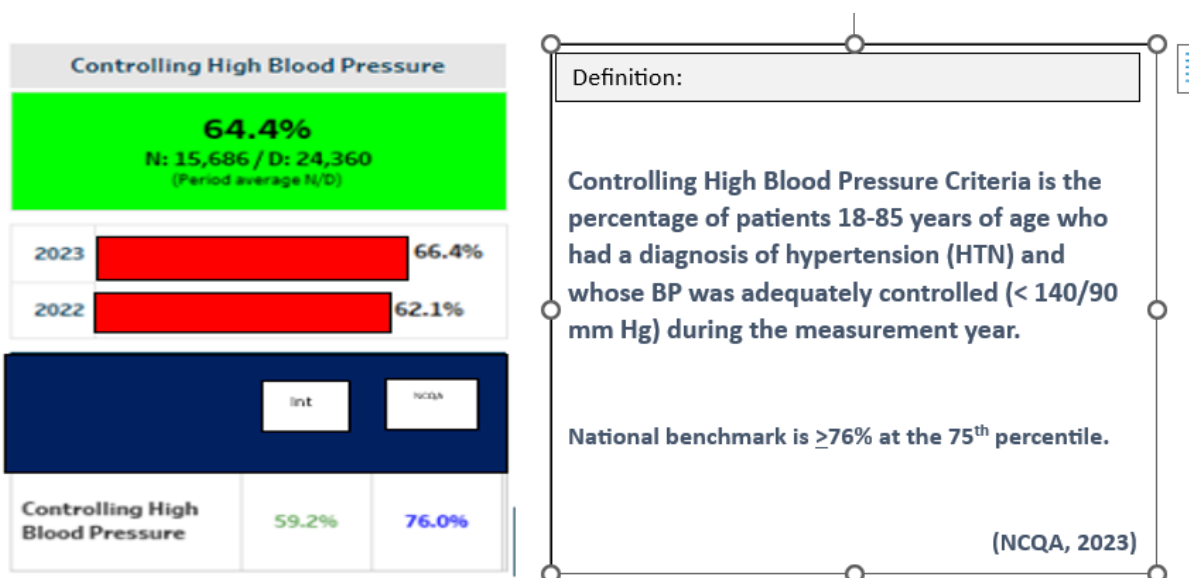 Controlling High Blood Pressure
64.4%
N: 15,686 / D: 24,360
(Period average N/D)
2023 66.4%
2022 62.1%
Int NCQA
Controlling High
Blood Pressure
59.2% 76.0%
Definition:
Controlling High Blood Pressure Criteria is the
percentage of patients 18-85 years of age who
had a diagnosis of hypertension (HTN) and
whose BP was adequately controlled (< 140/90
mm Hg) during the measurement year.
National benchmark is ≥76% at the 75th percentile.
(NCQA, 2023)